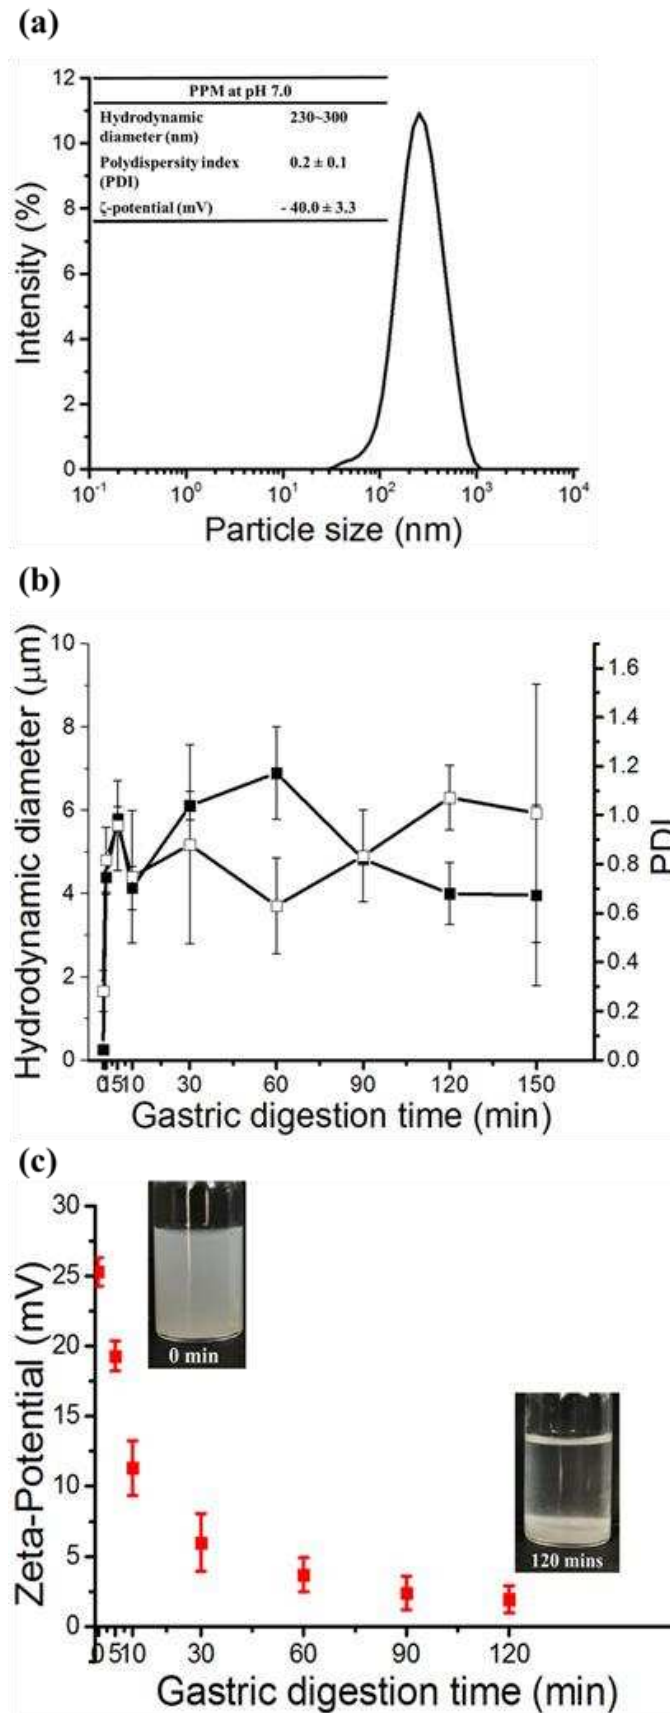 (a)
12
PPM at pH 7.0
Hydrodynamic 230~300
diameter (nm)
10
Polydispersity index 0.2 ± 0.1
(PDI)
ζ-potential (mV) - 40.0 ± 3.3
8
6
4
2
0
Intensity (%)
10-1 100 101 102 103 104
Particle size (nm)
(b)
10
8
6
4
2
0
Hydrodynamic diameter (μm)
1.6
1.4
1.2
1.0
0.8
0.6
0.4
0.2
0.0
PDI
0 1 5 10 30 60 90 120 150
Gastric digestion time (min)
(c)
30
25
20
15
10
5
0
Zeta-Potential (mV)
0 min
120 mins
0 5 10 30 60 90 120
Gastric digestion time (min)